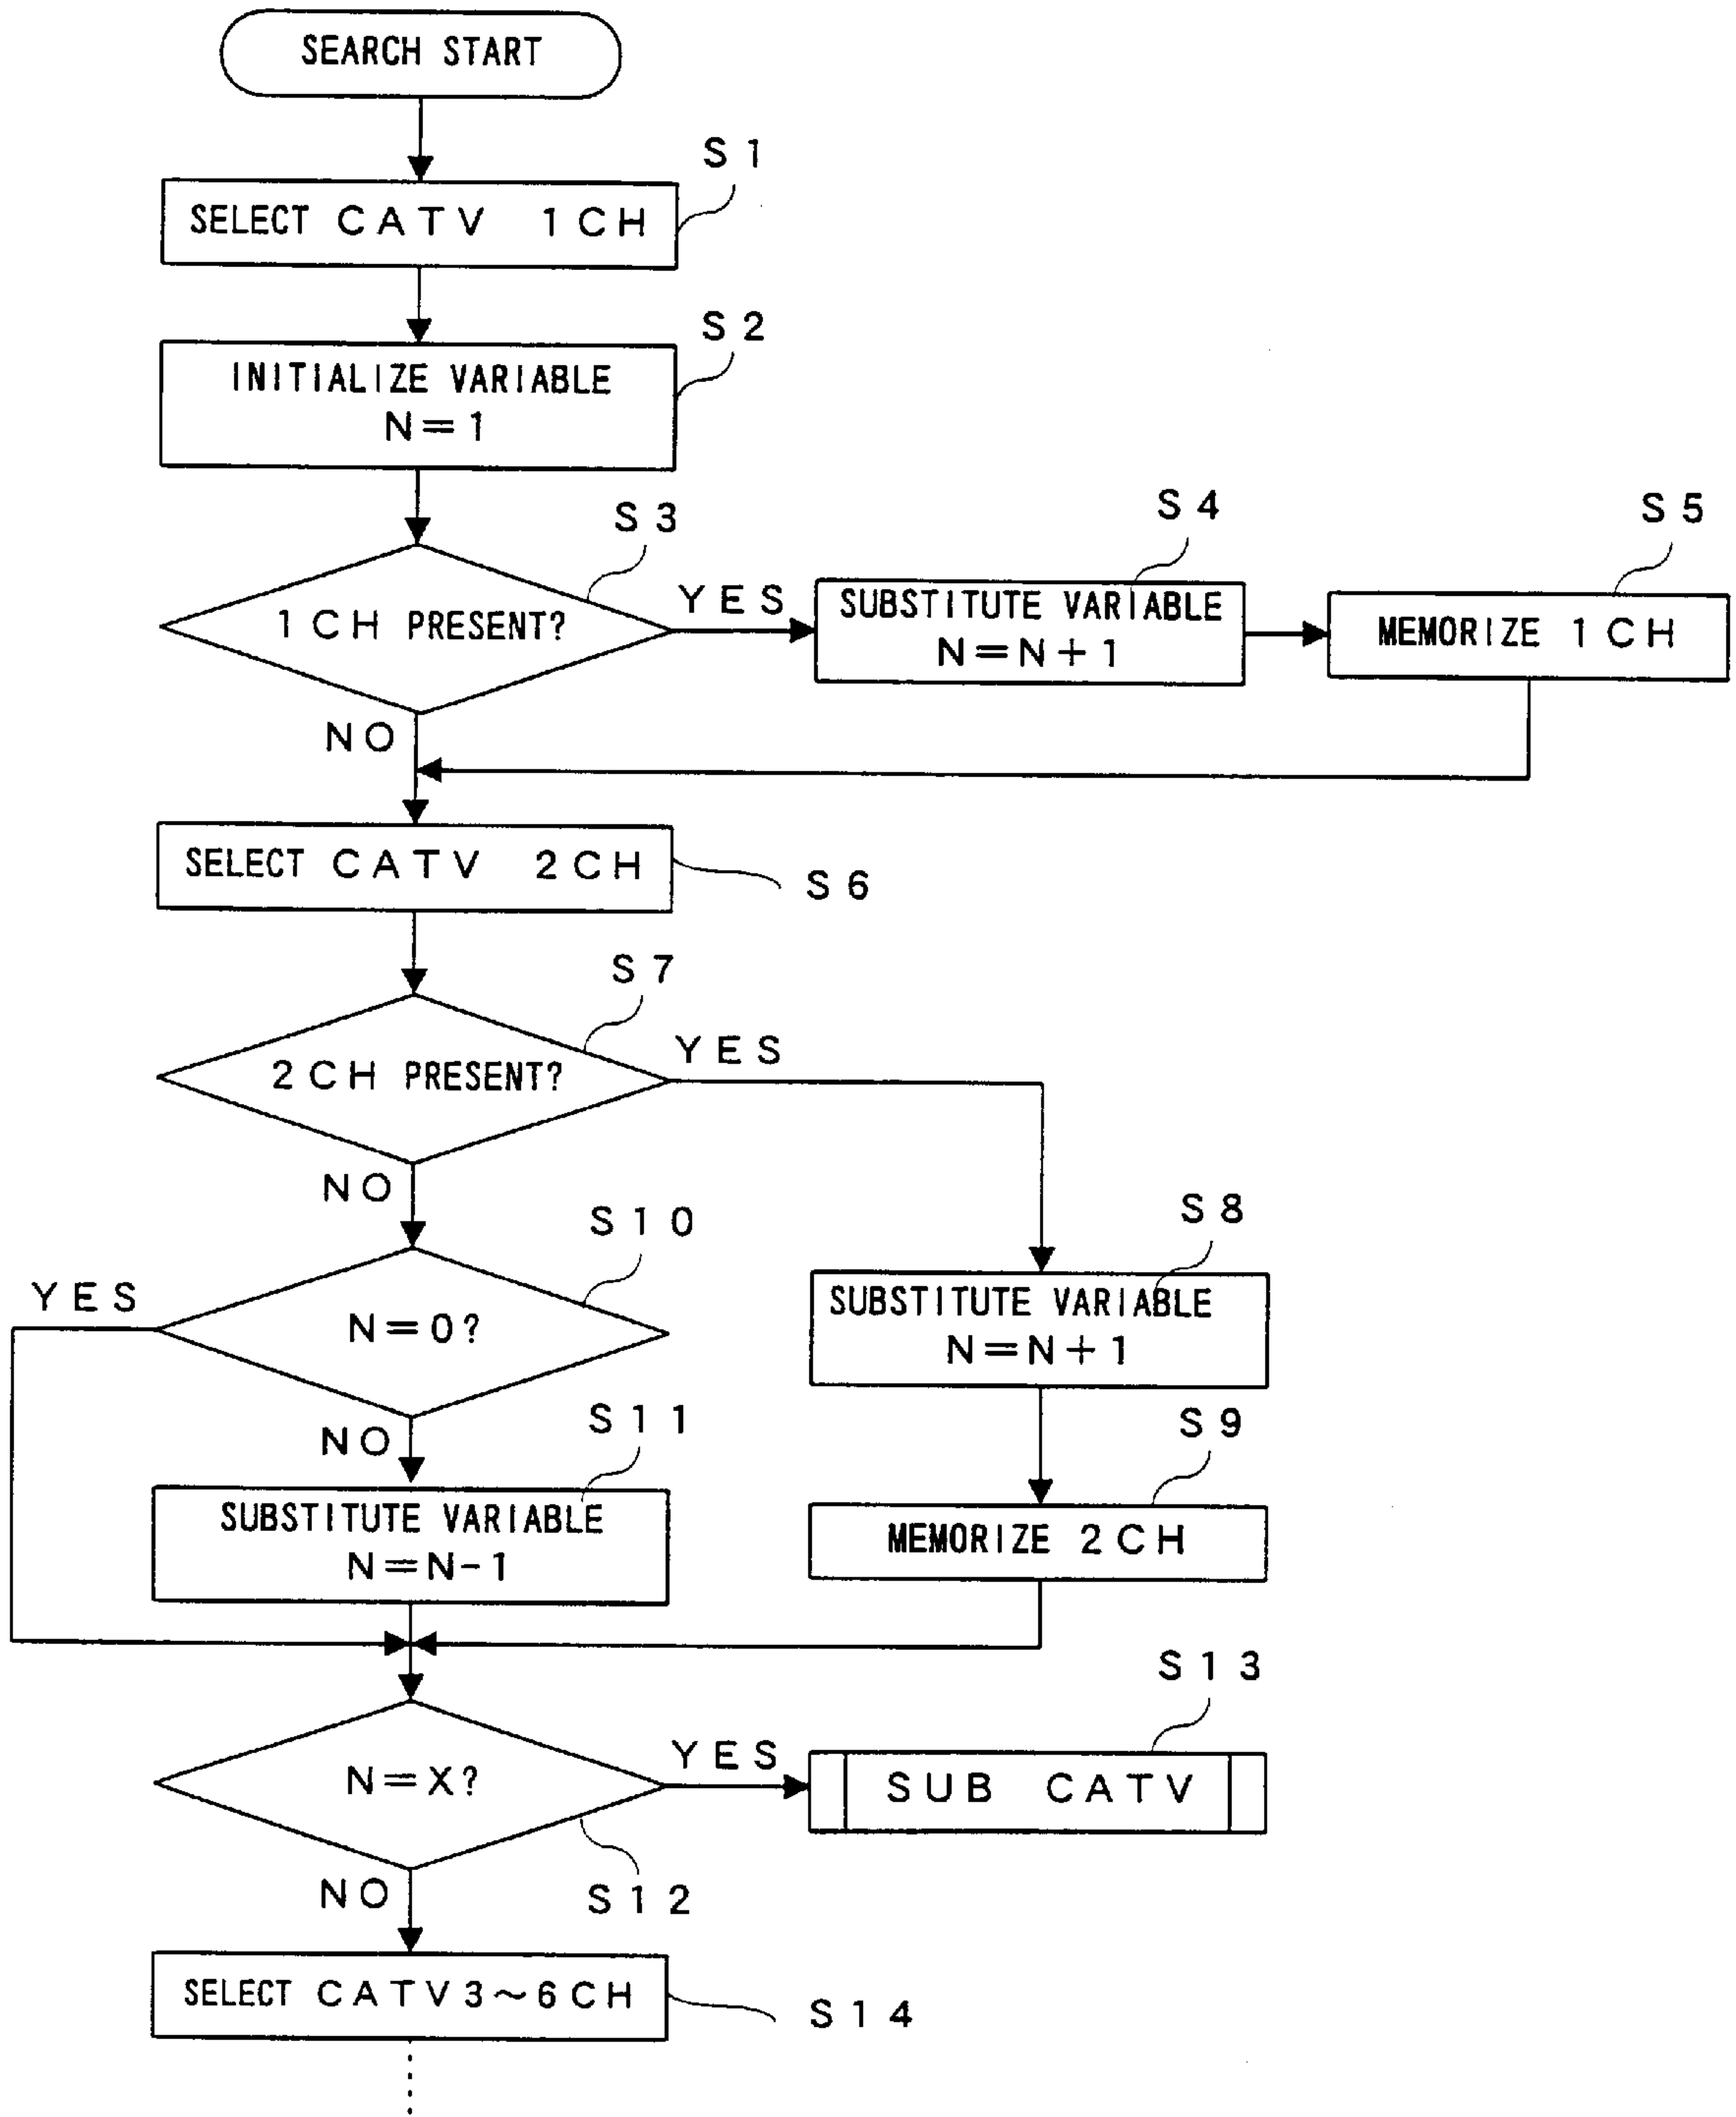 SEARCH START
S1
SELECT CATV 1CH
S2
INITIALIZE VARIABLE
N=1
S3
1CH PRESENT?
YES
S4
SUBSTITUTE VARIABLE
N=N+1
S5
MEMORIZE 1CH
NO
SELECT CATV 2CH
S6
S7
2CH PRESENT?
YES
NO
S8
SUBSTITUTE VARIABLE
N=N+1
S9
MEMORIZE 2CH
S10
YES
N=0?
NO
S11
SUBSTITUTE VARIABLE
N=N-1
N=X?
YES
S13
SUB CATV
S12
NO
SELECT CATV3~6CH
S14